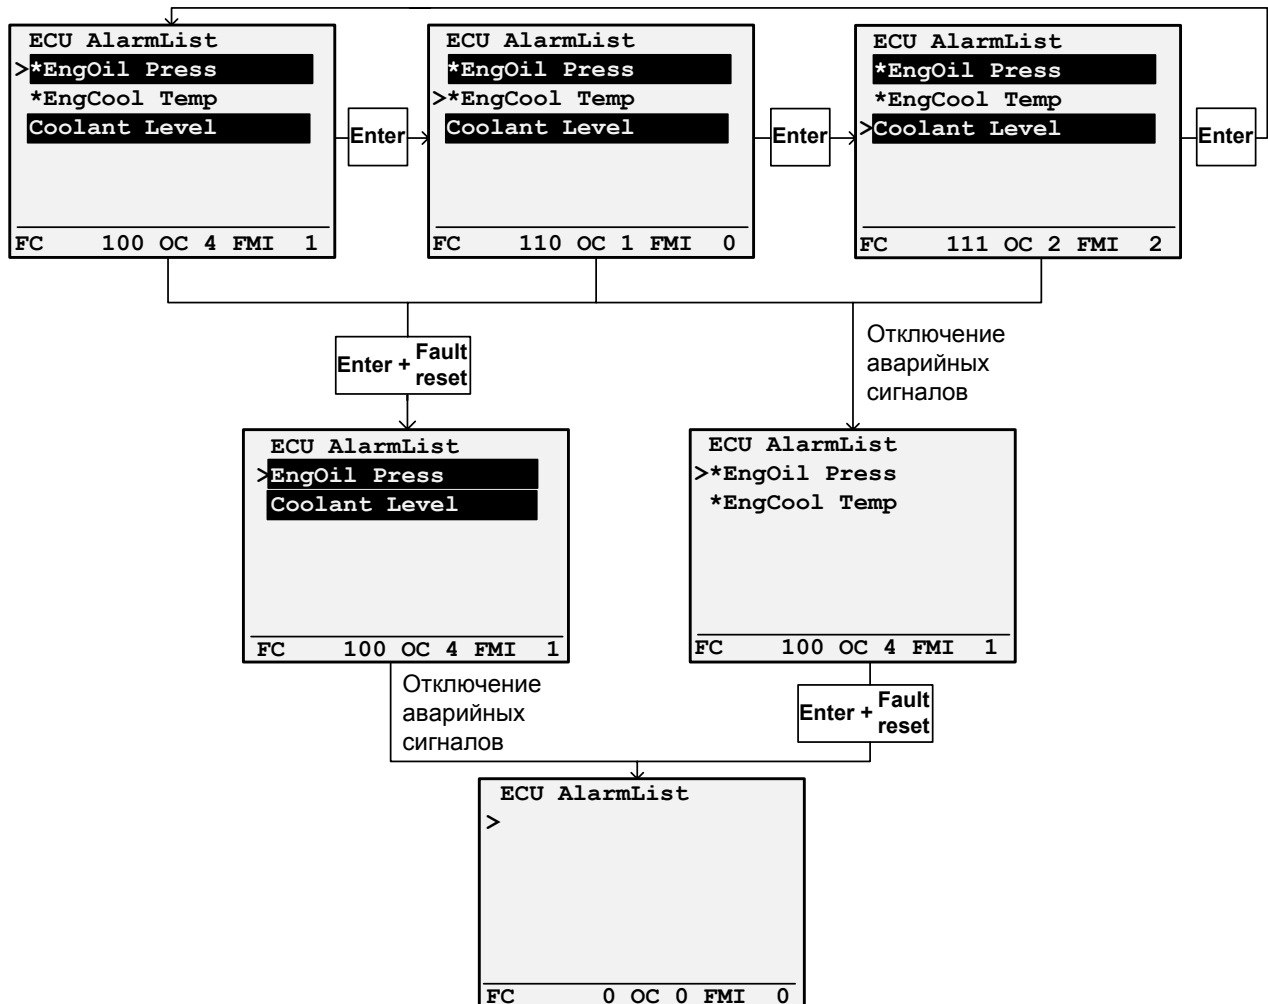 ECU AlarmList
>*EngOil Press
*EngCool Temp
Coolant Level
FC 100 OC 4 FMI 1
Enter
ECU AlarmList
*EngOil Press
>*EngCool Temp
Coolant Level
FC 110 OC 1 FMI 0
Enter
ECU AlarmList
*EngOil Press
*EngCool Temp
>Coolant Level
FC 111 OC 2 FMI 2
Enter
Enter + Fault
reset
Отключение
аварийных
сигналов
ECU AlarmList
>EngOil Press
Coolant Level
FC 100 OC 4 FMI 1
ECU AlarmList
>*EngOil Press
*EngCool Temp
FC 100 OC 4 FMI 1
Отключение
аварийных
сигналов
Enter + Fault
reset
ECU AlarmList
>
FC 0 OC 0 FMI 0